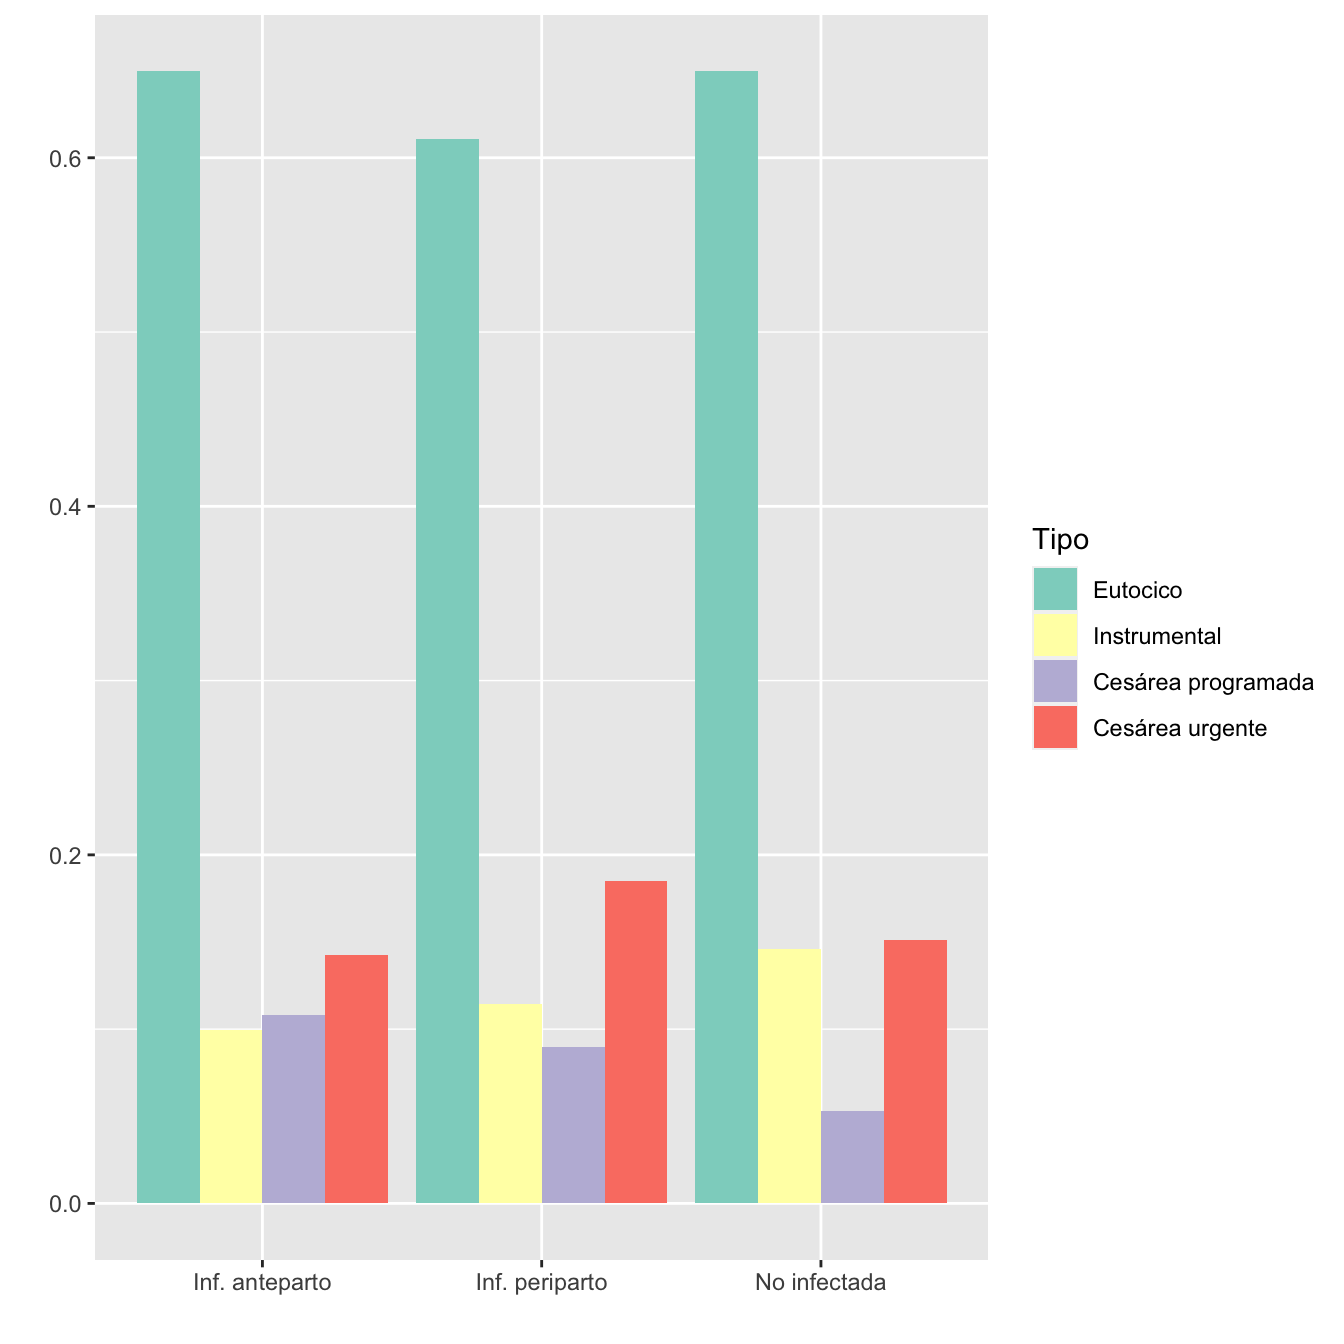 0.6
0.4
0.2
0.0
Inf. anteparto
Inf. periparto
No infectada
Tipo
Eutocico
Instrumental
Cesárea programada
Cesárea urgente